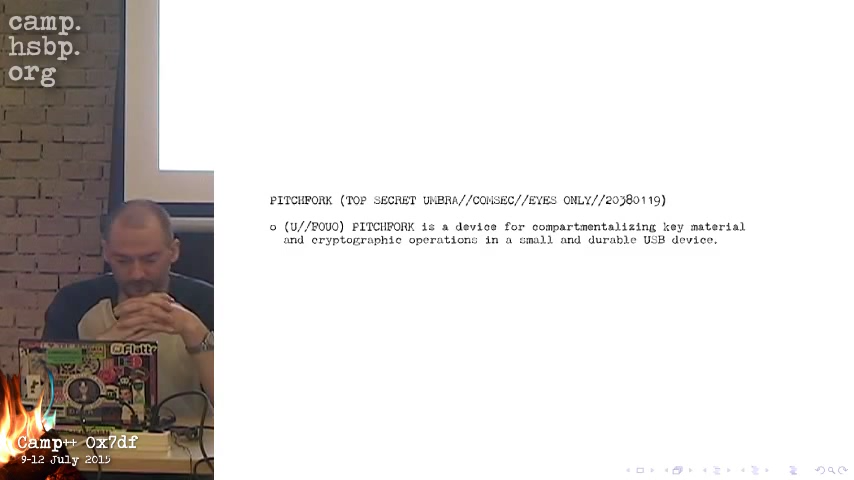 camp.
hsbp.
org
PITCHFORK (TOP SECRET UMBRA//COMSEC//EYES ONLY//20380119)
o (U//FOUO) PITCHFORK is a device for compartmentalizing key material
and cryptographic operations in a small and durable USB device.
Flattr
Camp++ 0x7df
9-12 July 2015